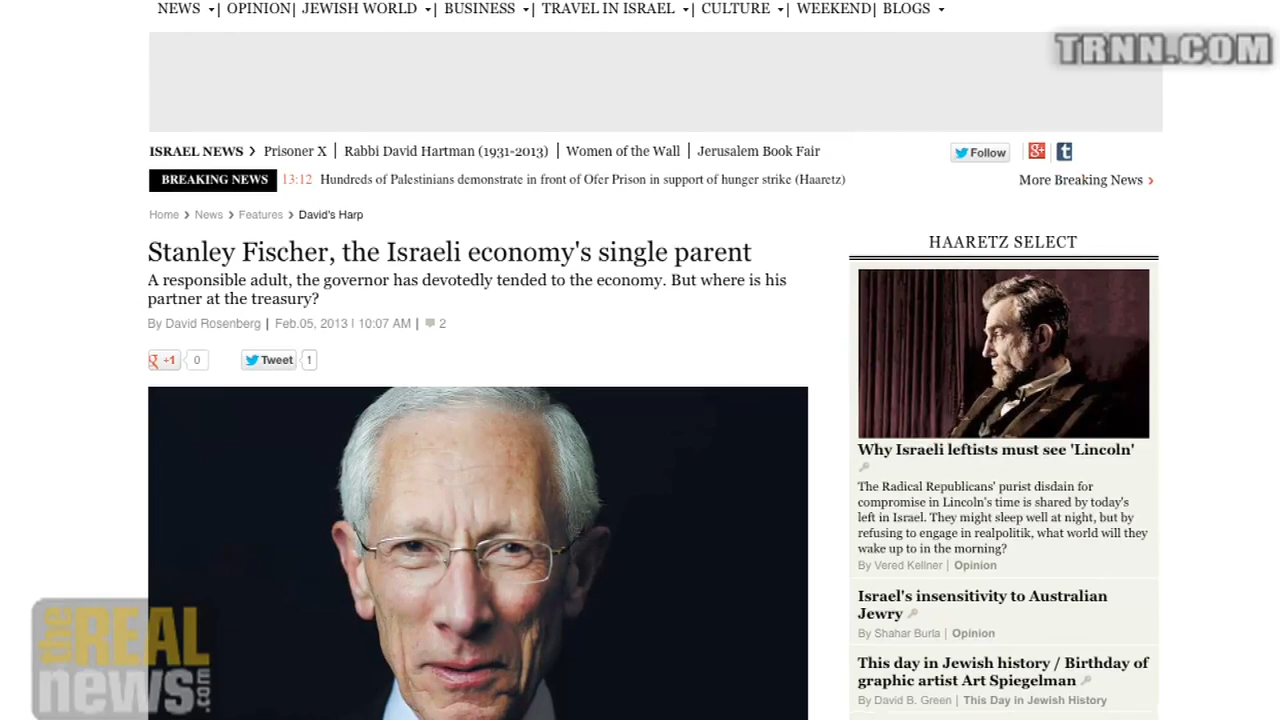 NEWS OPINION JEWISH WORLD BUSINESS TRAVEL IN ISRAEL CULTURE WEEKEND BLOGS
TRNN.COM
ISRAEL NEWS Prisoner X | Rabbi David Hartman (1931-2013) | Women of the Wall | Jerusalem Book Fair
Follow
g+
t
BREAKING NEWS 13:12 Hundreds of Palestinians demonstrate in front of Ofer Prison in support of hunger strike (Haaretz)
More Breaking News
Home > News > Features > David's Harp
Stanley Fischer, the Israeli economy's single parent
A responsible adult, the governor has devotedly tended to the economy. But where is his
partner at the treasury?
By David Rosenberg | Feb.05, 2013 | 10:07 AM | 2
g +1 0 Tweet 1
HAARETZ SELECT
Why Israeli leftists must see 'Lincoln'
The Radical Republicans' purist disdain for
compromise in Lincoln's time is shared by today's
left in Israel. They might sleep well at night, but by
refusing to engage in realpolitik, what world will they
wake up to in the morning?
By Vered Kellner | Opinion
Israel's insensitivity to Australian
Jewry
By Shahar Burla | Opinion
This day in Jewish history / Birthday of
graphic artist Art Spiegelman
By David B. Green | This Day in Jewish History
the REAL
news.com